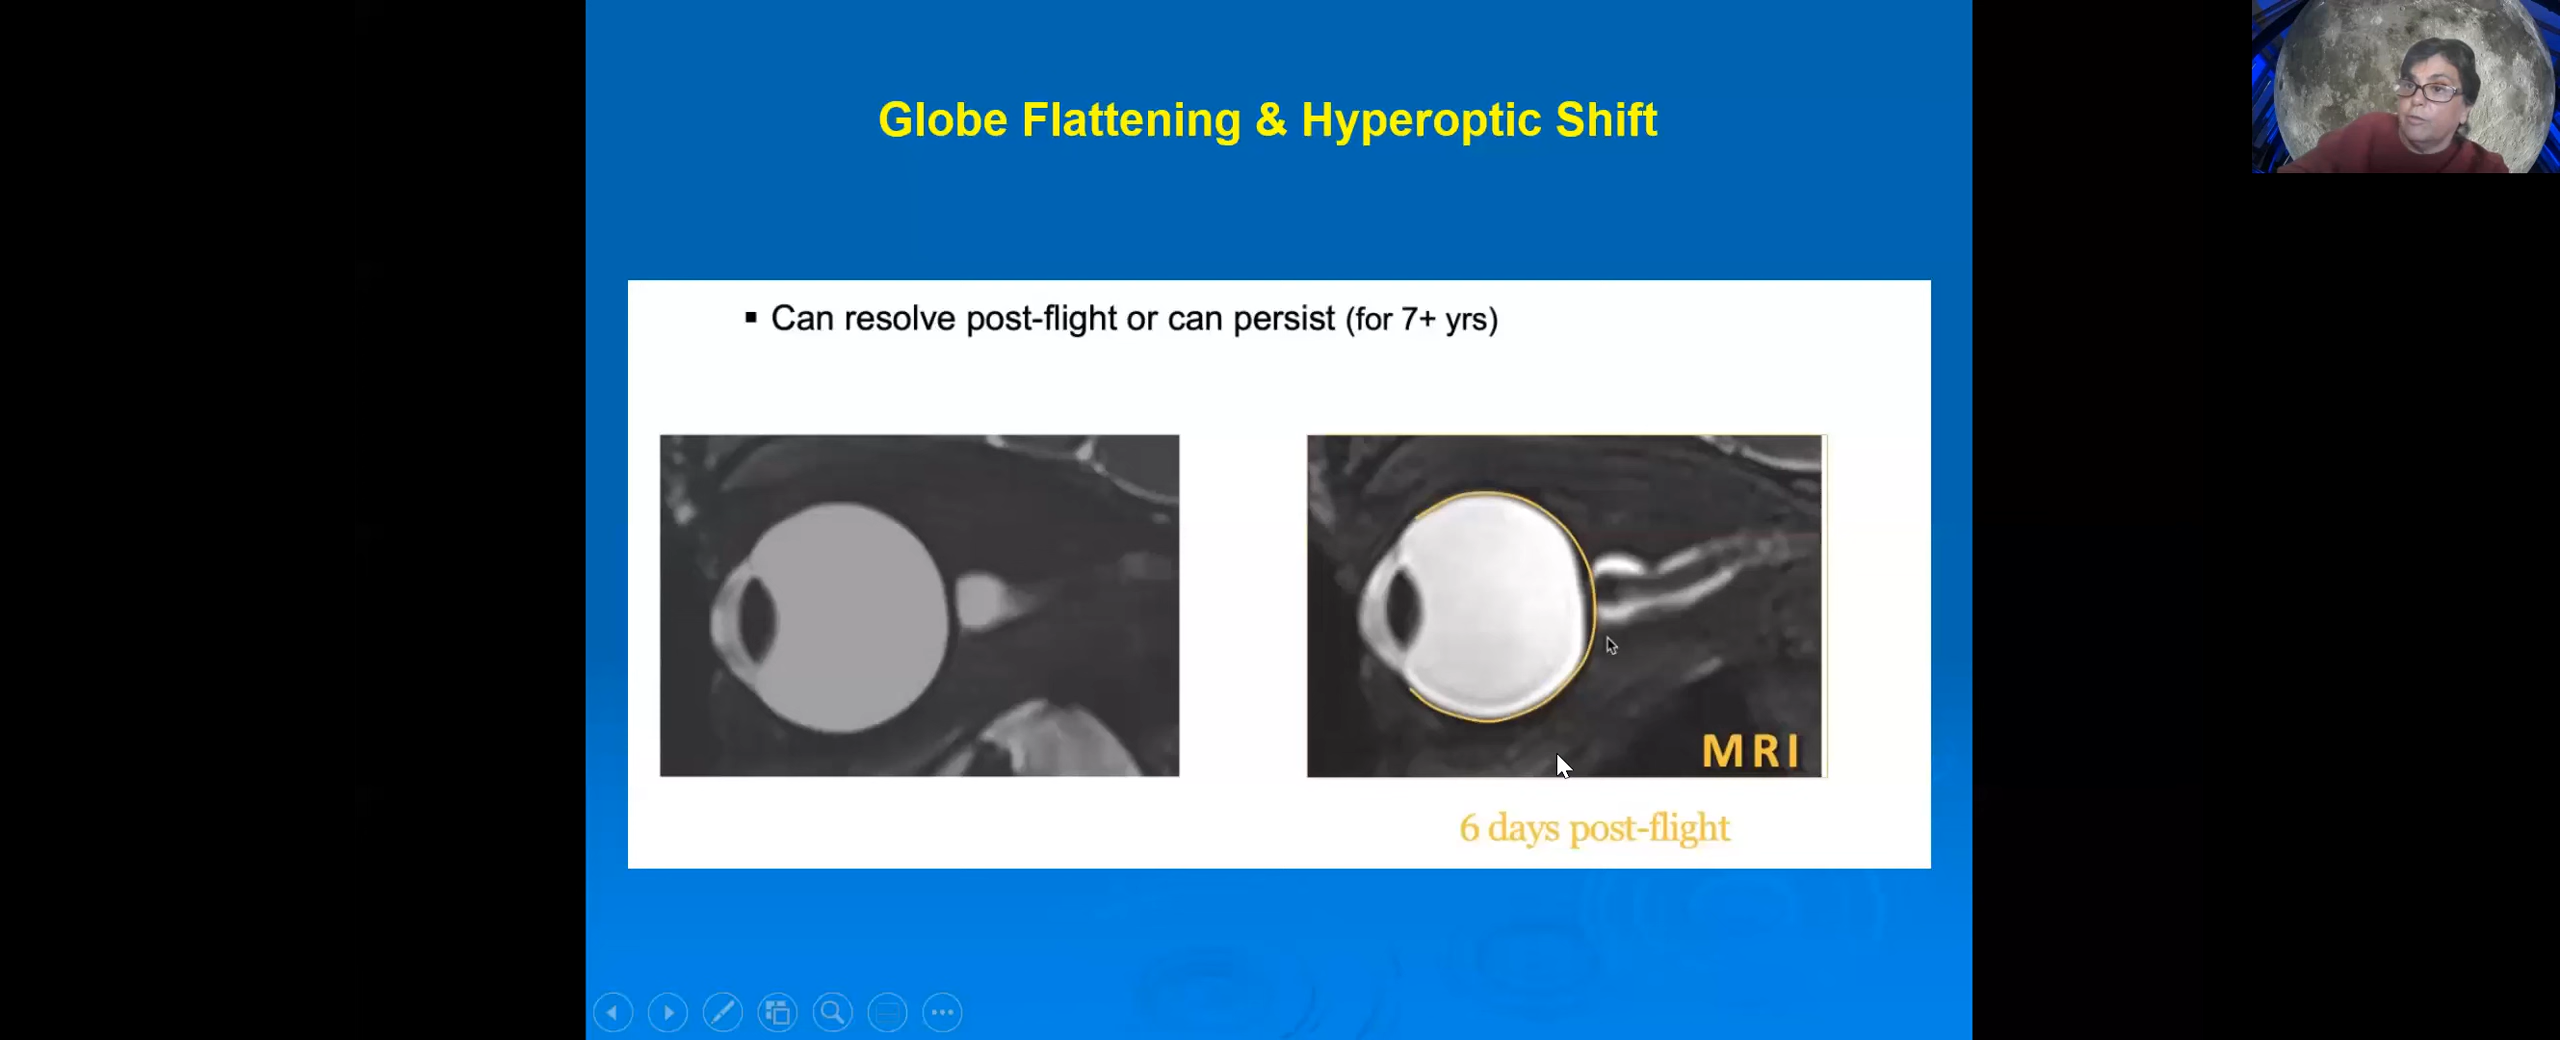 Globe Flattening & Hyperoptic Shift
▪ Can resolve post-flight or can persist (for 7+ yrs)
MRI
6 days post-flight